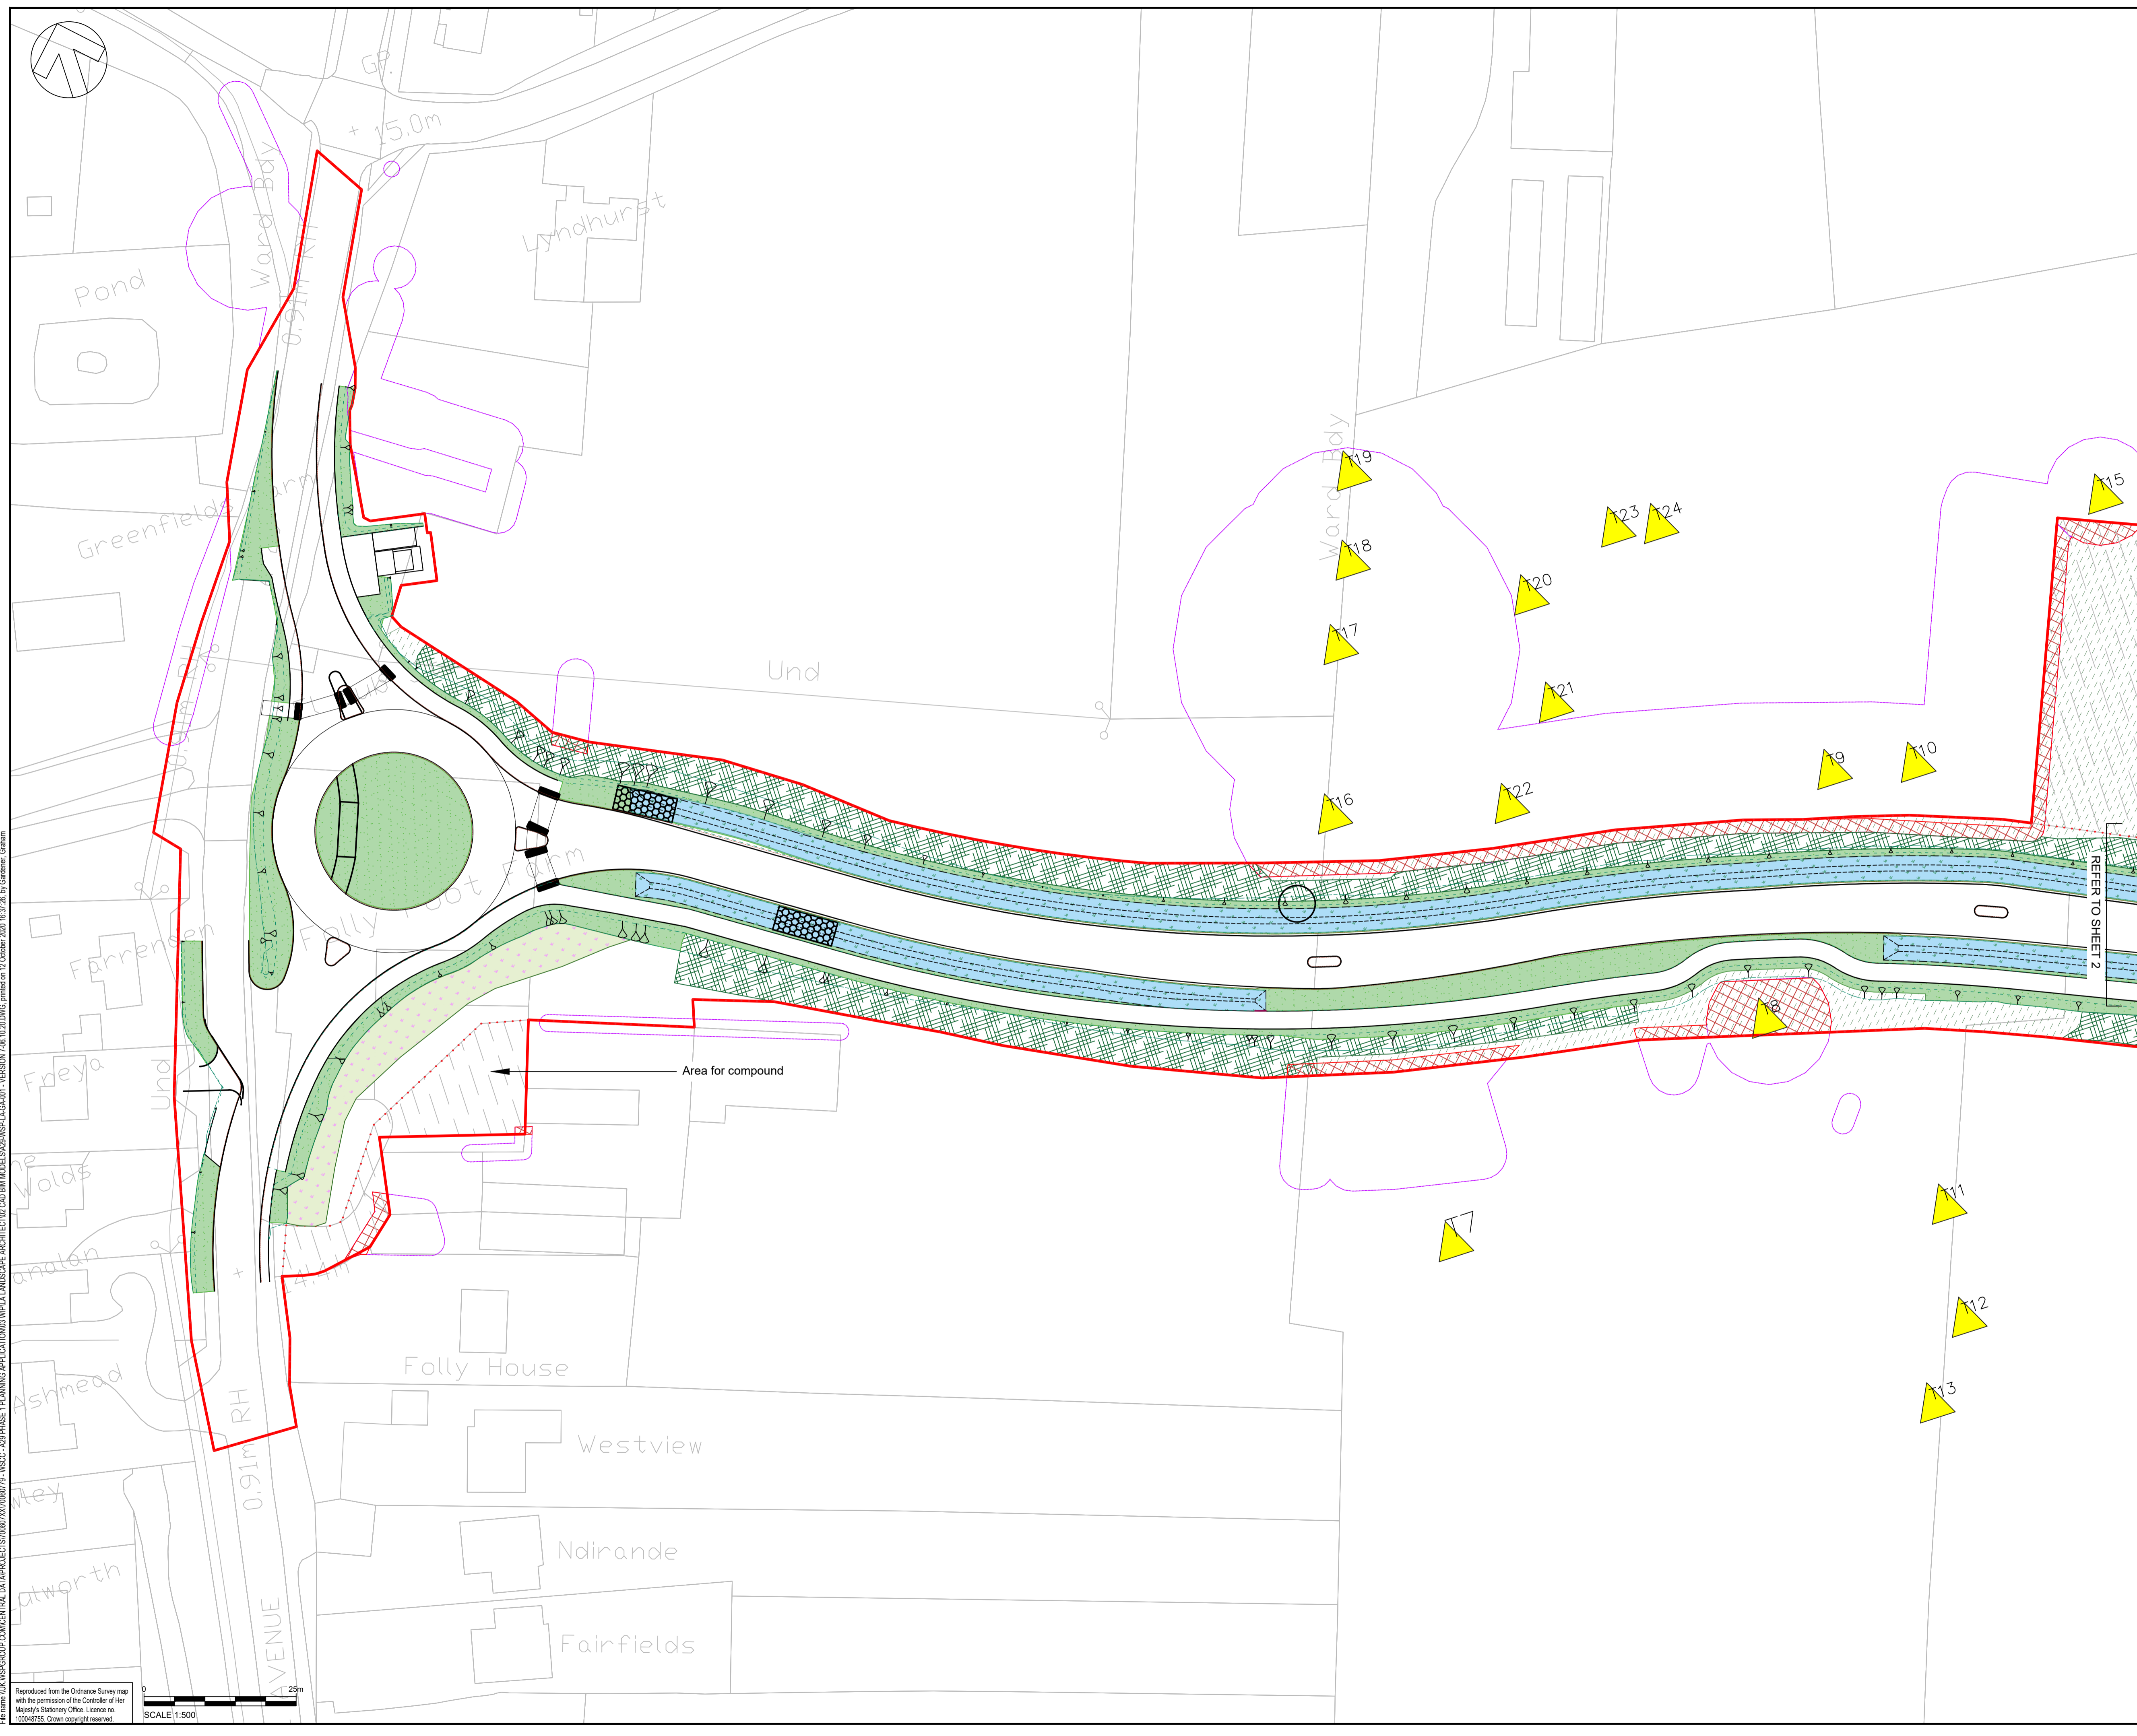 GP.
+ 15.0m
Ward Bdy
Lyndhurst
0.91m RH
Pond
Ward Bdy
T19
T15
T23
T24
Greenfields Farm
T18
T20
T17
Und
T21
T9
T10
T22
T16
REFER TO SHEET 2
Folly Foot Farm
Farrensen
T8
Area for compound
Freya
Und
Wolds
T11
T7
14.4m
+
T12
Folly House
Ashmead
T13
0.91m RH
Westview
Ndirande
Fairfields
AVENUE
0
25m
SCALE 1:500
Reproduced from the Ordnance Survey map
with the permission of the Controller of Her
Majesty's Stationery Office. Licence no.
100048755. Crown copyright reserved.